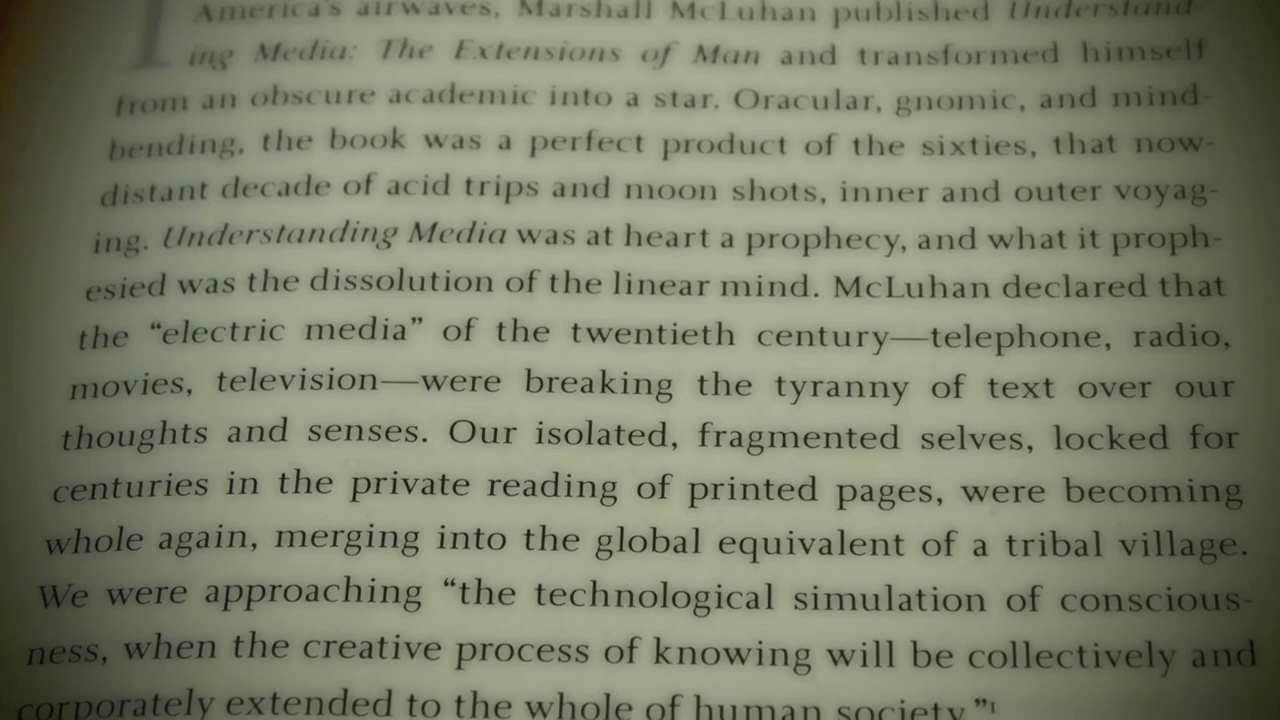 America's airwaves, Marshall McLuhan published Understand-
ing Media: The Extensions of Man and transformed himself
from an obscure academic into a star. Oracular, gnomic, and mind-
bending, the book was a perfect product of the sixties, that now-
distant decade of acid trips and moon shots, inner and outer voyag-
ing. Understanding Media was at heart a prophecy, and what it proph-
esied was the dissolution of the linear mind. McLuhan declared that
the “electric media” of the twentieth century—telephone, radio,
movies, television—were breaking the tyranny of text over our
thoughts and senses. Our isolated, fragmented selves, locked for
centuries in the private reading of printed pages, were becoming
whole again, merging into the global equivalent of a tribal village.
We were approaching “the technological simulation of conscious-
ness, when the creative process of knowing will be collectively and
corporately extended to the whole of human society.”1